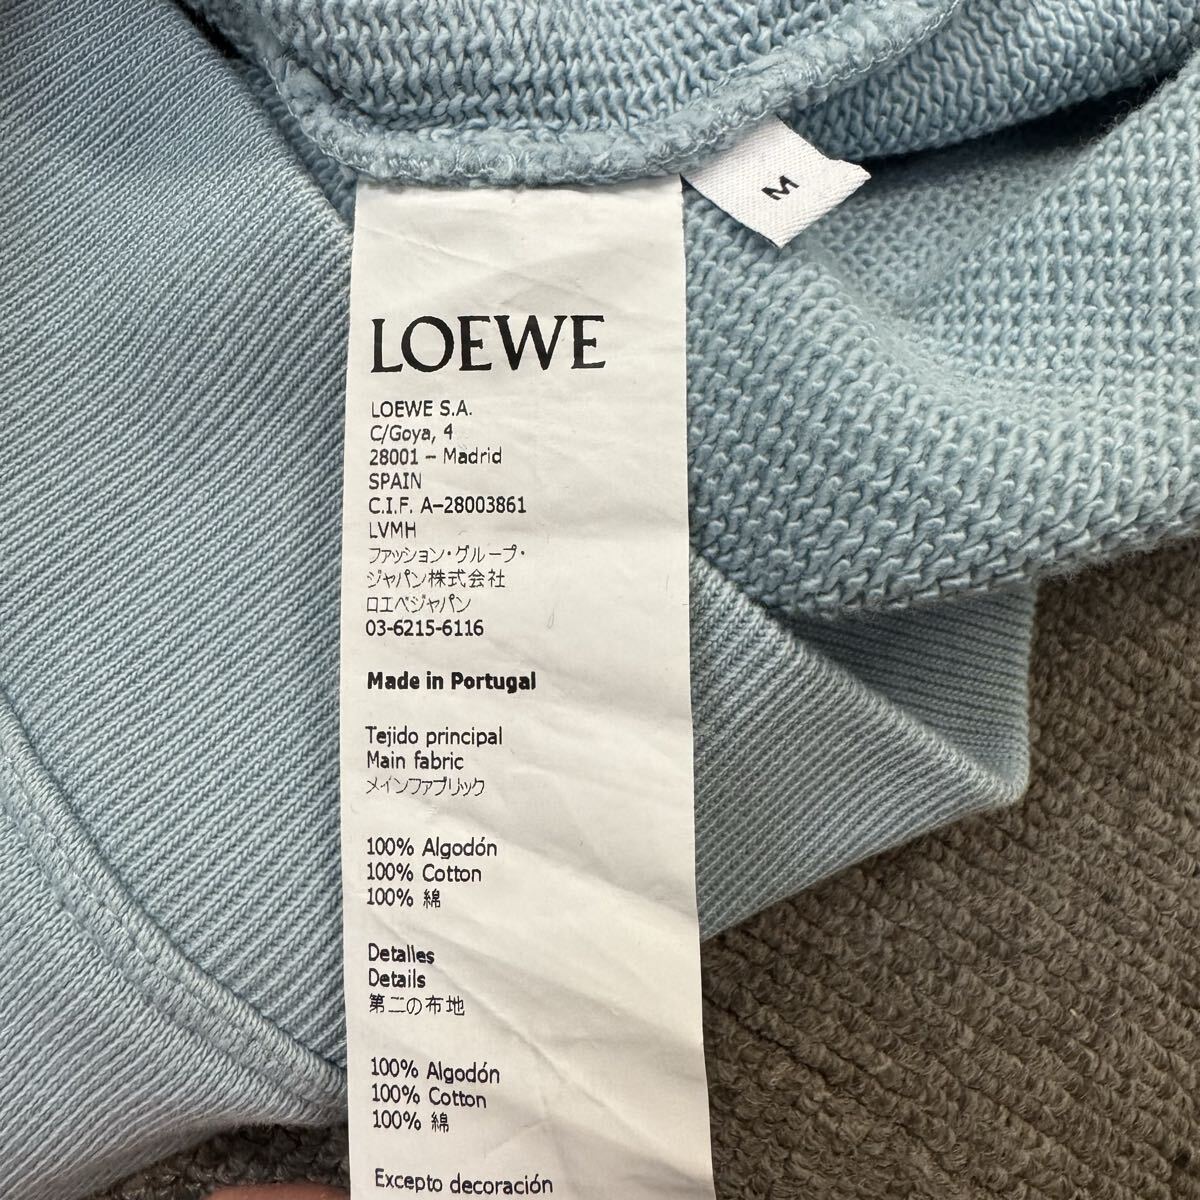 M
LOEWE
LOEWE S.A.
C/Goya, 4
28001 – Madrid
SPAIN
C.I.F. A-28003861
LVMH
ファッション・グループ・
ジャパン株式会社
ロエベジャパン
03-6215-6116
Made in Portugal
Tejido principal
Main fabric
メインファブリック
100% Algodón
100% Cotton
100% 綿
Detalles
Details
第二の布地
100% Algodón
100% Cotton
100% 綿
Excepto decoración